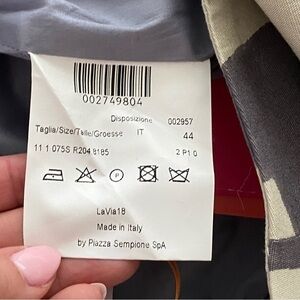 002749804
Disposizione 002957
Taglia/Size/Taille/Groesse IT 44
11 1 075S R204 8185 2 P1 0
P
LaVia18
Made in Italy
by Piazza Sempione SpA